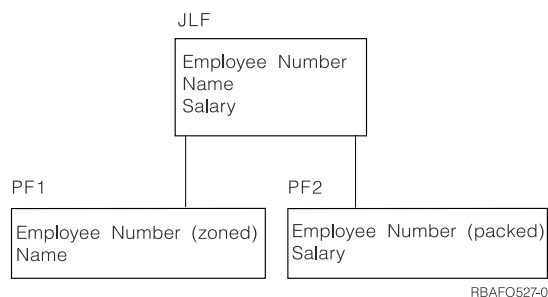 JLF
Employee Number
Name
Salary
PF1
PF2
Employee Number (zoned)
Name
Employee Number (packed)
Salary
RBAFO527-0